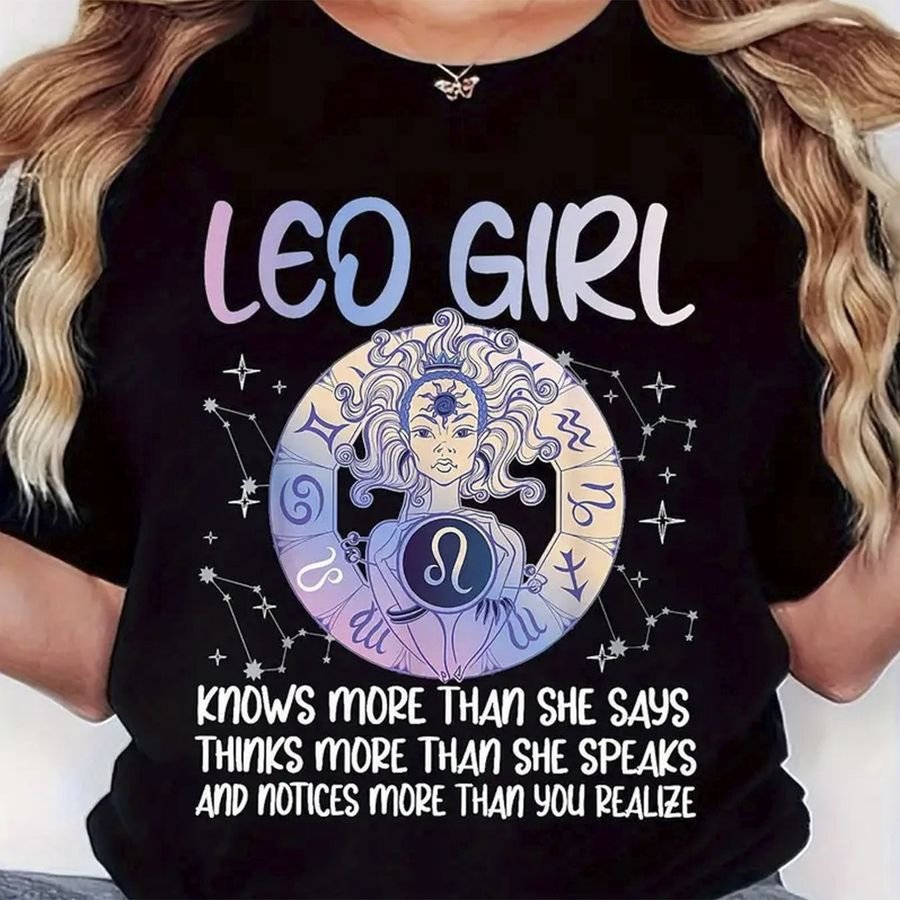 LEO GIRL
KNOWS MORE THAN SHE SAYS
THINKS MORE THAN SHE SPEAKS
AND NOTICES MORE THAN YOU REALIZE